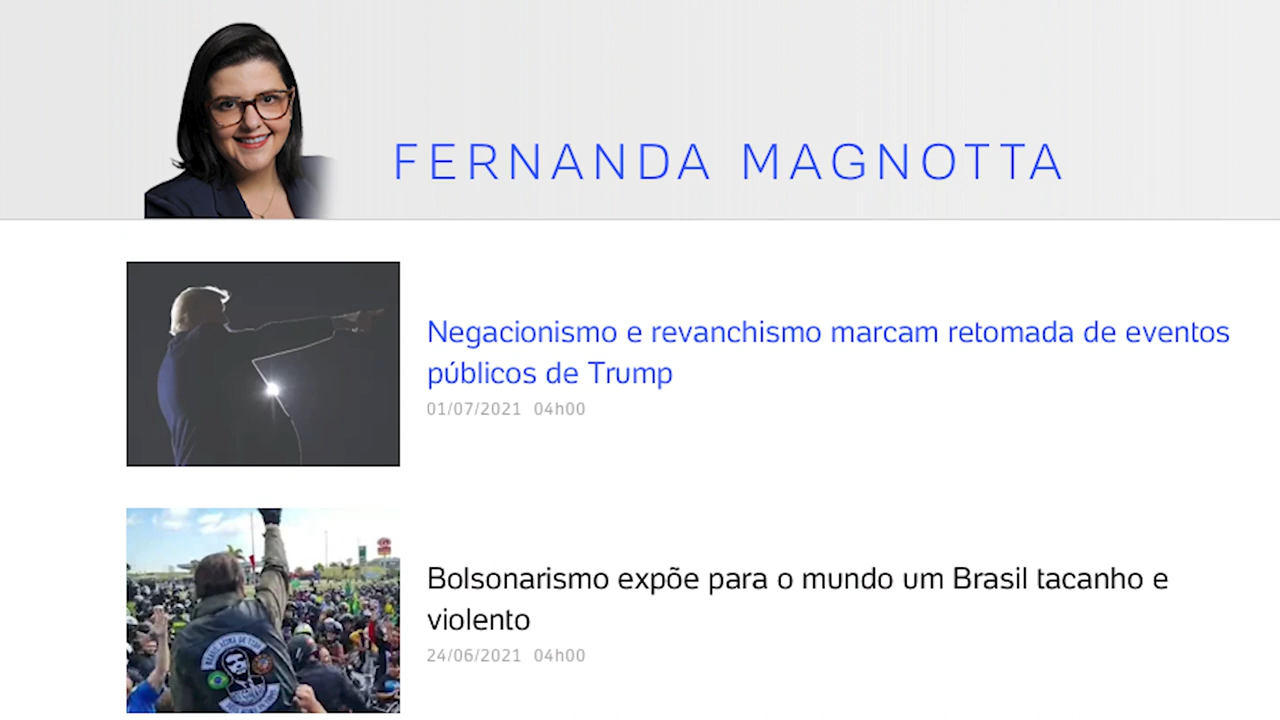 FERNANDA MAGNOTTA
Negacionismo e revanchismo marcam retomada de eventos
públicos de Trump
01/07/2021 04h00
Bolsonarismo expõe para o mundo um Brasil tacanho e
violento
24/06/2021 04h00